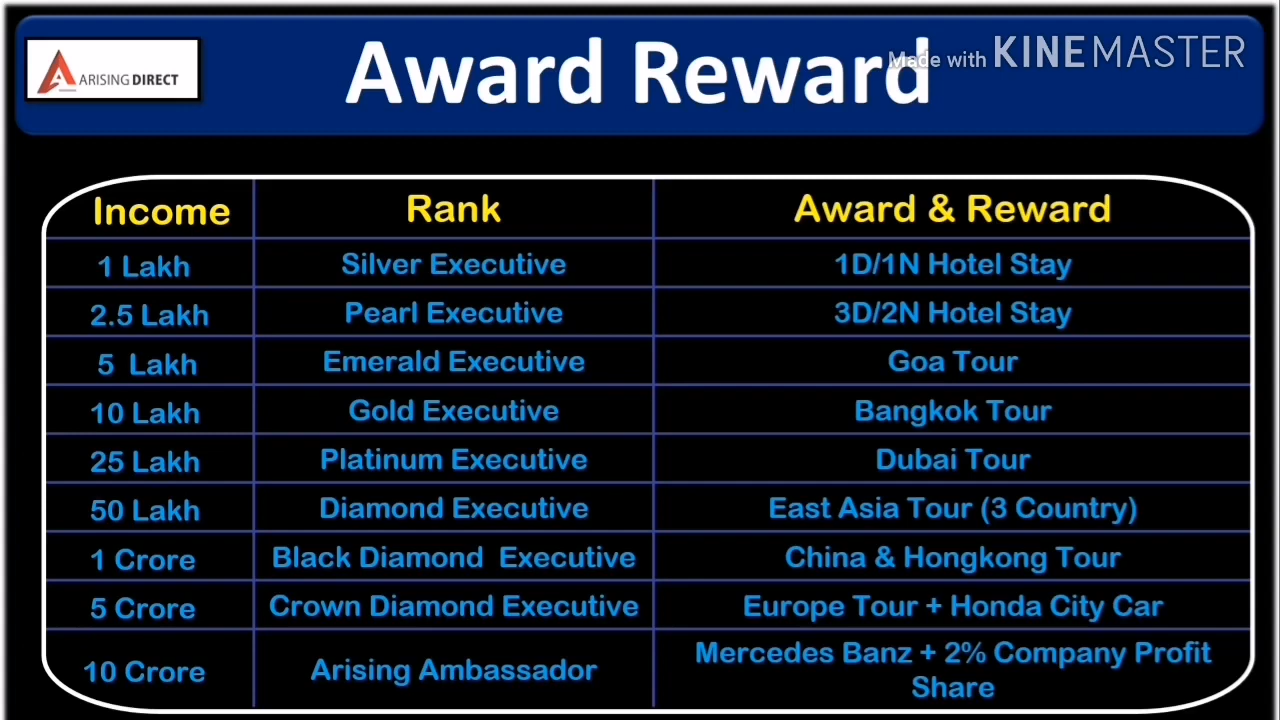 ARISING DIRECT
Award Reward
Made with KINEMASTER
Income Rank Award & Reward
1 Lakh Silver Executive 1D/1N Hotel Stay
2.5 Lakh Pearl Executive 3D/2N Hotel Stay
5 Lakh Emerald Executive Goa Tour
10 Lakh Gold Executive Bangkok Tour
25 Lakh Platinum Executive Dubai Tour
50 Lakh Diamond Executive East Asia Tour (3 Country)
1 Crore Black Diamond Executive China & Hongkong Tour
5 Crore Crown Diamond Executive Europe Tour + Honda City Car
10 Crore Arising Ambassador Mercedes Banz + 2% Company Profit
Share